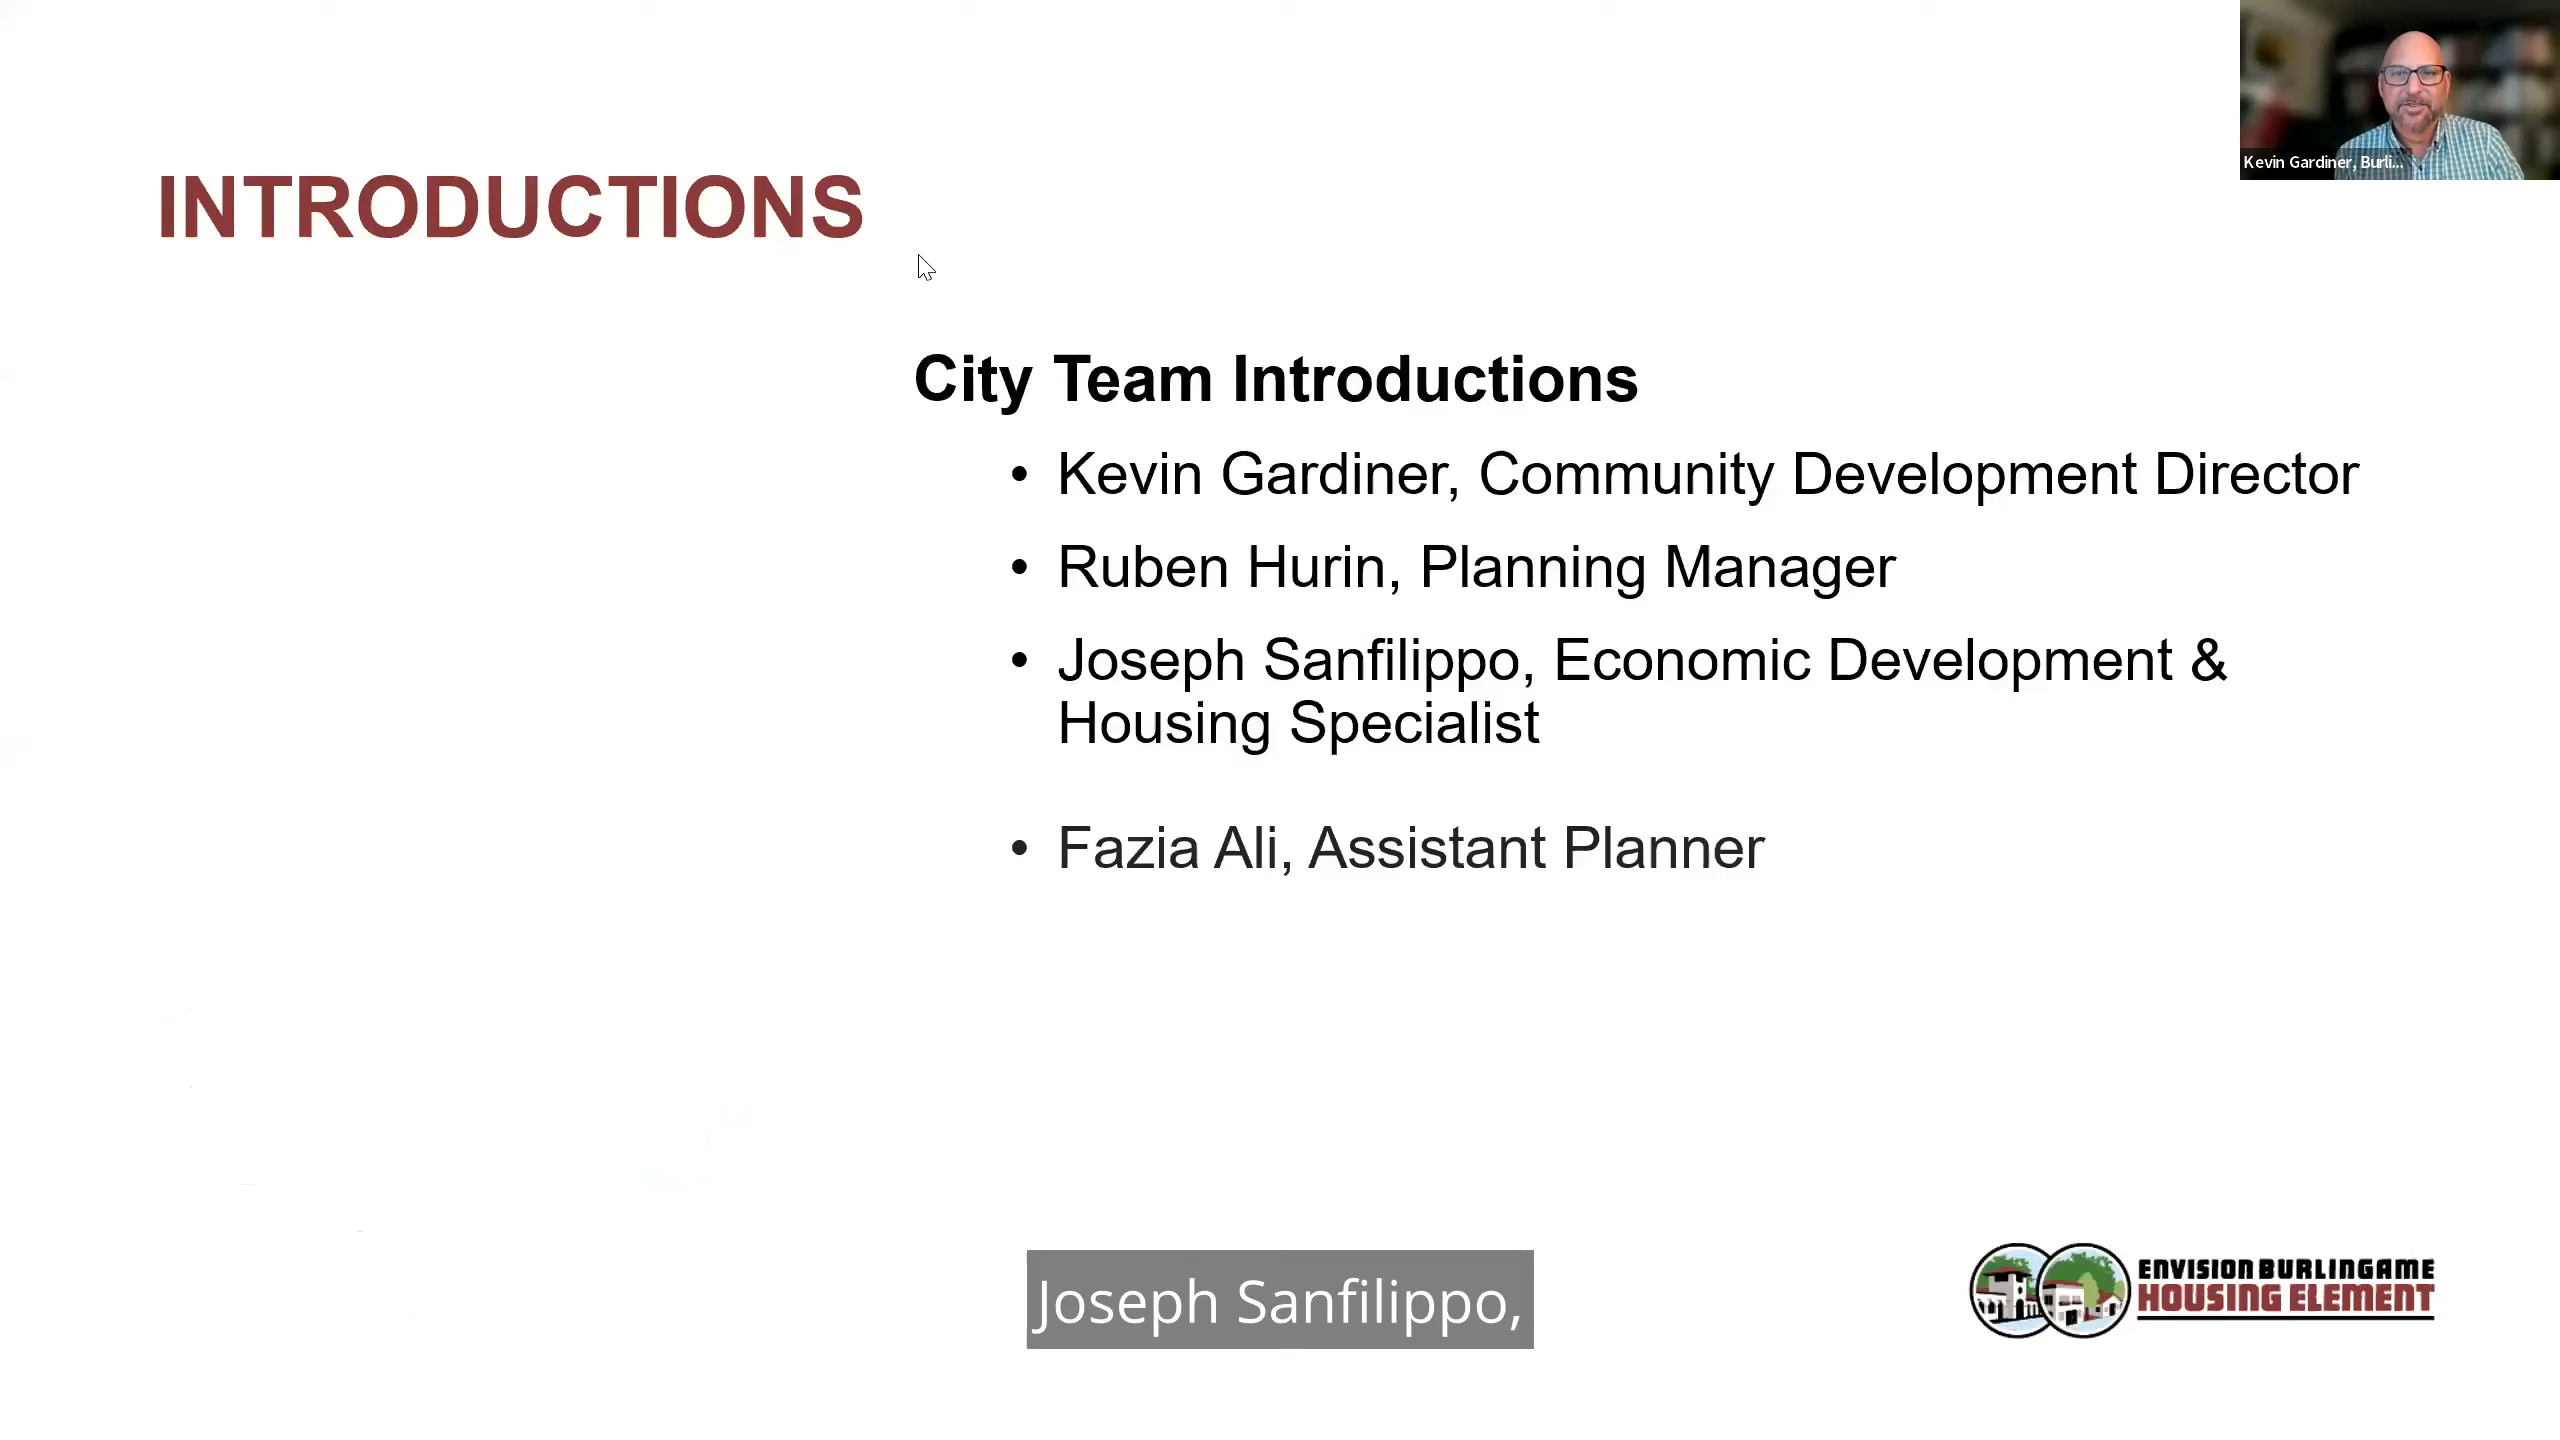 Kevin Gardiner, Burli...
INTRODUCTIONS
City Team Introductions
• Kevin Gardiner, Community Development Director
• Ruben Hurin, Planning Manager
• Joseph Sanfilippo, Economic Development &
Housing Specialist
• Fazia Ali, Assistant Planner
Joseph Sanfilippo,
ENVISION BURLINGAME
HOUSING ELEMENT